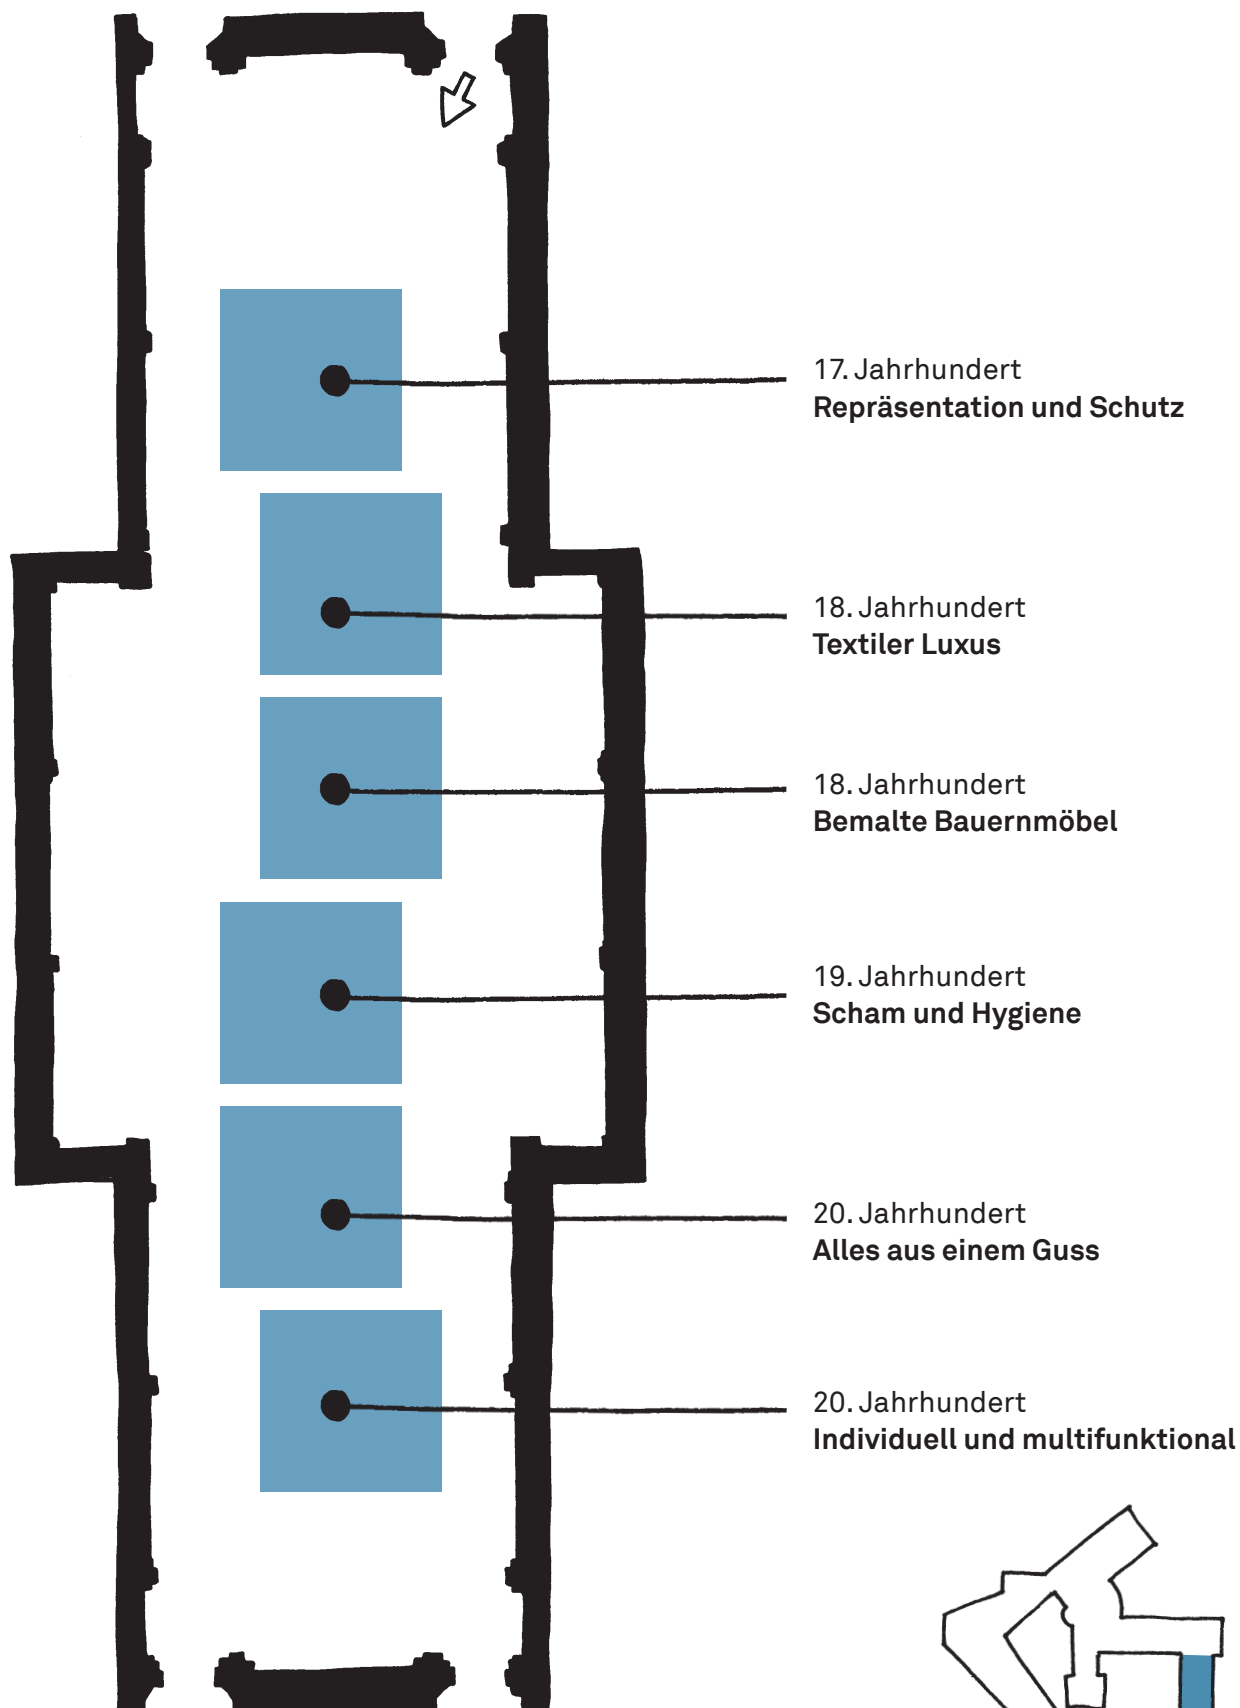 17. Jahrhundert
Repräsentation und Schutz
18. Jahrhundert
Textiler Luxus
18. Jahrhundert
Bemalte Bauernmöbel
19. Jahrhundert
Scham und Hygiene
20. Jahrhundert
Alles aus einem Guss
20. Jahrhundert
Individuell und multifunktional